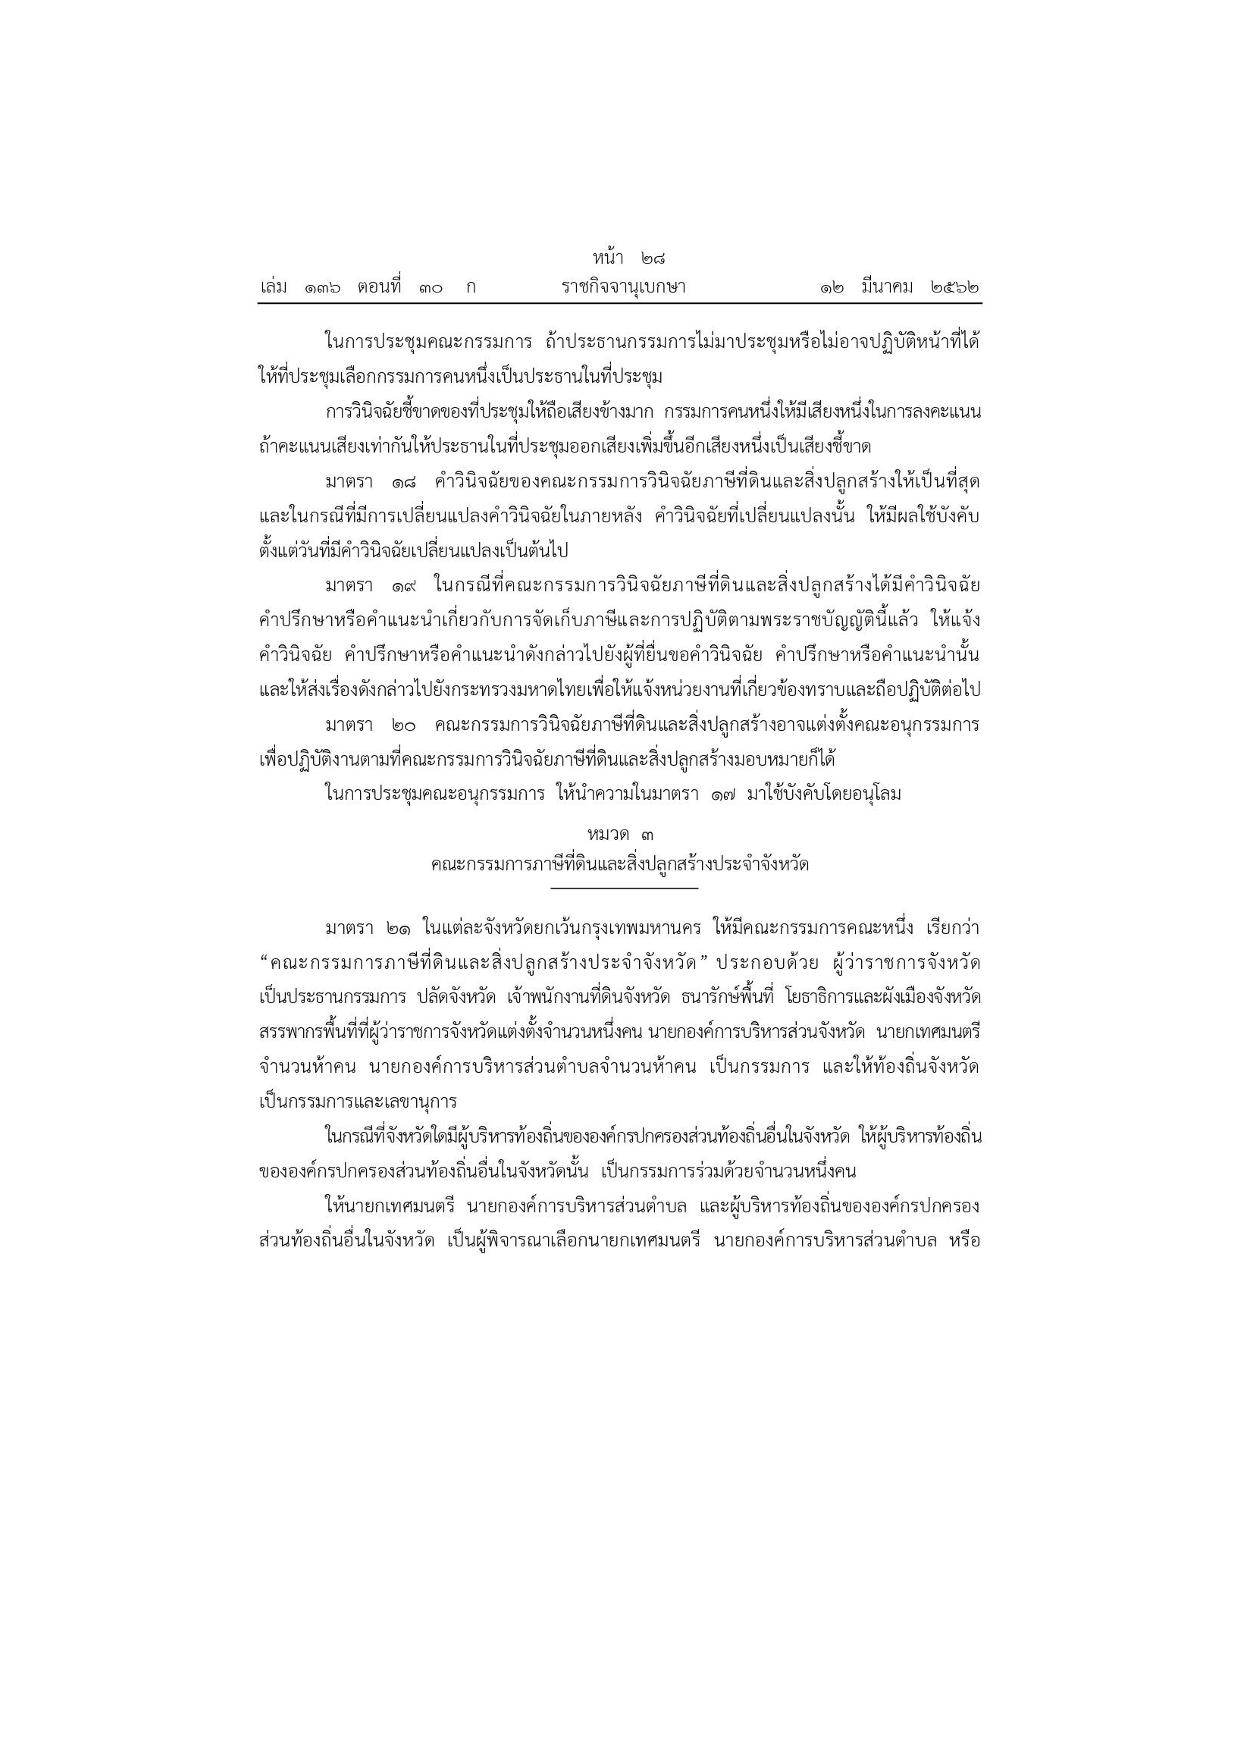 หน้า ๒๘
เล่ม ๑๓๖ ตอนที่ ๓๐ ก ราชกิจจานุเบกษา ๑๒ มีนาคม ๒๕๖๒
ในการประชุมคณะกรรมการ ถ้าประธานกรรมการไม่มาประชุมหรือไม่อาจปฏิบัติหน้าที่ได้
ให้ที่ประชุมเลือกกรรมการคนหนึ่งเป็นประธานในที่ประชุม
การวินิจฉัยชี้ขาดของที่ประชุมให้ถือเสียงข้างมาก กรรมการคนหนึ่งให้มีเสียงหนึ่งในการลงคะแนน
ถ้าคะแนนเสียงเท่ากันให้ประธานในที่ประชุมออกเสียงเพิ่มขึ้นอีกเสียงหนึ่งเป็นเสียงชี้ขาด
มาตรา ๑๘ คำวินิจฉัยของคณะกรรมการวินิจฉัยภาษีที่ดินและสิ่งปลูกสร้างให้เป็นที่สุด
และในกรณีที่มีการเปลี่ยนแปลงคำวินิจฉัยในภายหลัง คำวินิจฉัยที่เปลี่ยนแปลงนั้น ให้มีผลใช้บังคับ
ตั้งแต่วันที่มีคำวินิจฉัยเปลี่ยนแปลงเป็นต้นไป
มาตรา ๑๙ ในกรณีที่คณะกรรมการวินิจฉัยภาษีที่ดินและสิ่งปลูกสร้างได้มีคำวินิจฉัย
คำปรึกษาหรือคำแนะนำเกี่ยวกับการจัดเก็บภาษีและการปฏิบัติตามพระราชบัญญัตินี้แล้ว ให้แจ้ง
คำวินิจฉัย คำปรึกษาหรือคำแนะนำดังกล่าวไปยังผู้ที่ยื่นขอคำวินิจฉัย คำปรึกษาหรือคำแนะนำนั้น
และให้ส่งเรื่องดังกล่าวไปยังกระทรวงมหาดไทยเพื่อให้แจ้งหน่วยงานที่เกี่ยวข้องทราบและถือปฏิบัติต่อไป
มาตรา ๒๐ คณะกรรมการวินิจฉัยภาษีที่ดินและสิ่งปลูกสร้างอาจแต่งตั้งคณะอนุกรรมการ
เพื่อปฏิบัติงานตามที่คณะกรรมการวินิจฉัยภาษีที่ดินและสิ่งปลูกสร้างมอบหมายก็ได้
ในการประชุมคณะอนุกรรมการ ให้นำความในมาตรา ๑๗ มาใช้บังคับโดยอนุโลม
หมวด ๓
คณะกรรมการภาษีที่ดินและสิ่งปลูกสร้างประจำจังหวัด
มาตรา ๒๑ ในแต่ละจังหวัดยกเว้นกรุงเทพมหานคร ให้มีคณะกรรมการคณะหนึ่ง เรียกว่า
“คณะกรรมการภาษีที่ดินและสิ่งปลูกสร้างประจำจังหวัด” ประกอบด้วย ผู้ว่าราชการจังหวัด
เป็นประธานกรรมการ ปลัดจังหวัด เจ้าพนักงานที่ดินจังหวัด ธนารักษ์พื้นที่ โยธาธิการและผังเมืองจังหวัด
สรรพากรพื้นที่ที่ผู้ว่าราชการจังหวัดแต่งตั้งจำนวนหนึ่งคน นายกองค์การบริหารส่วนจังหวัด นายกเทศมนตรี
จำนวนห้าคน นายกองค์การบริหารส่วนตำบลจำนวนห้าคน เป็นกรรมการ และให้ท้องถิ่นจังหวัด
เป็นกรรมการและเลขานุการ
ในกรณีที่จังหวัดใดมีผู้บริหารท้องถิ่นขององค์กรปกครองส่วนท้องถิ่นอื่นในจังหวัด ให้ผู้บริหารท้องถิ่น
ขององค์กรปกครองส่วนท้องถิ่นอื่นในจังหวัดนั้น เป็นกรรมการร่วมด้วยจำนวนหนึ่งคน
ให้นายกเทศมนตรี นายกองค์การบริหารส่วนตำบล และผู้บริหารท้องถิ่นขององค์กรปกครอง
ส่วนท้องถิ่นอื่นในจังหวัด เป็นผู้พิจารณาเลือกนายกเทศมนตรี นายกองค์การบริหารส่วนตำบล หรือ